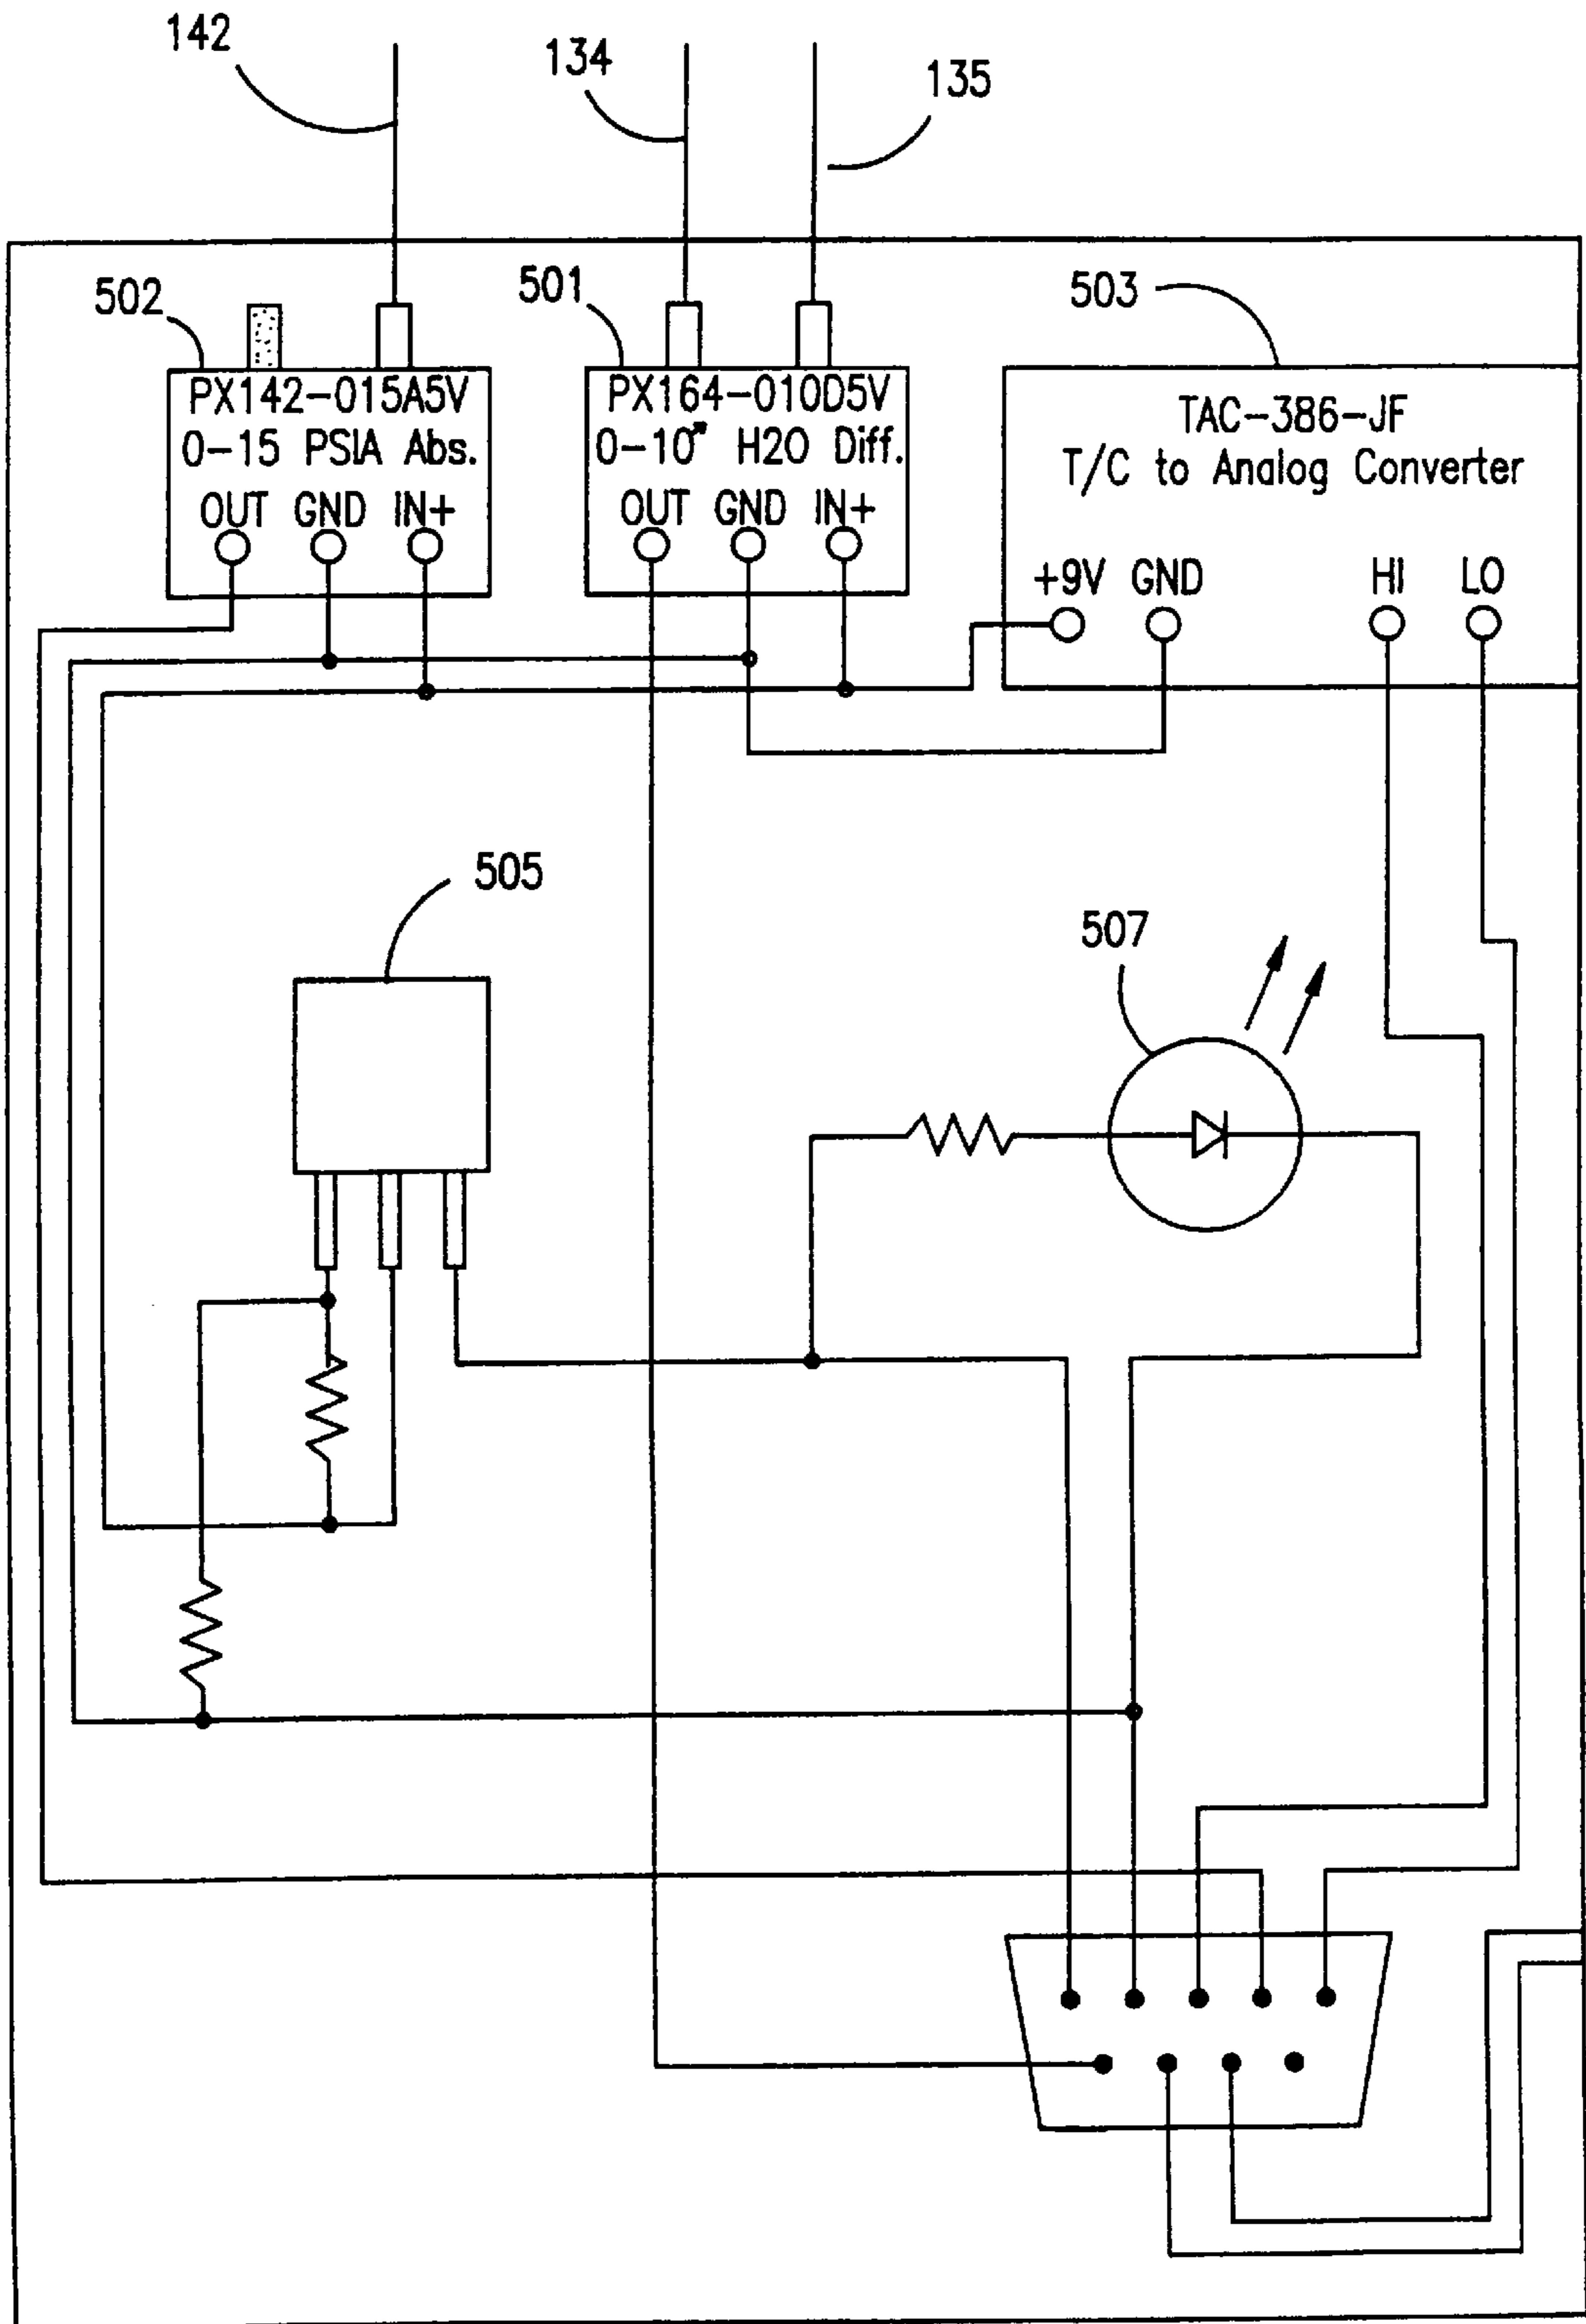 142
134
135
502
501
503
PX142-015A5V
0-15 PSIA Abs.
OUT GND IN+
PX164-010D5V
0-10" H2O Diff.
OUT GND IN+
TAC-386-JF
T/C to Analog Converter
+9V GND HI LO
505
507